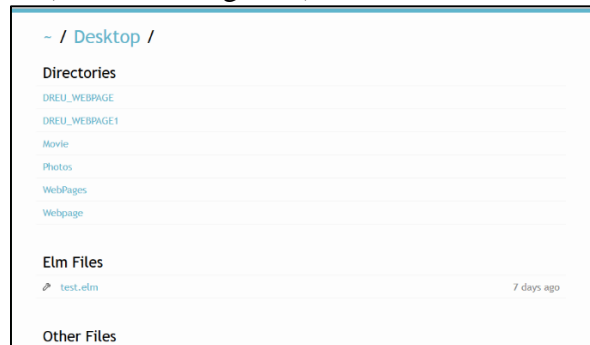 ~ / Desktop /
Directories
DREU_WEBPAGE
DREU_WEBPAGE1
Movie
Photos
WebPages
Webpage
Elm Files
test.elm 7 days ago
Other Files